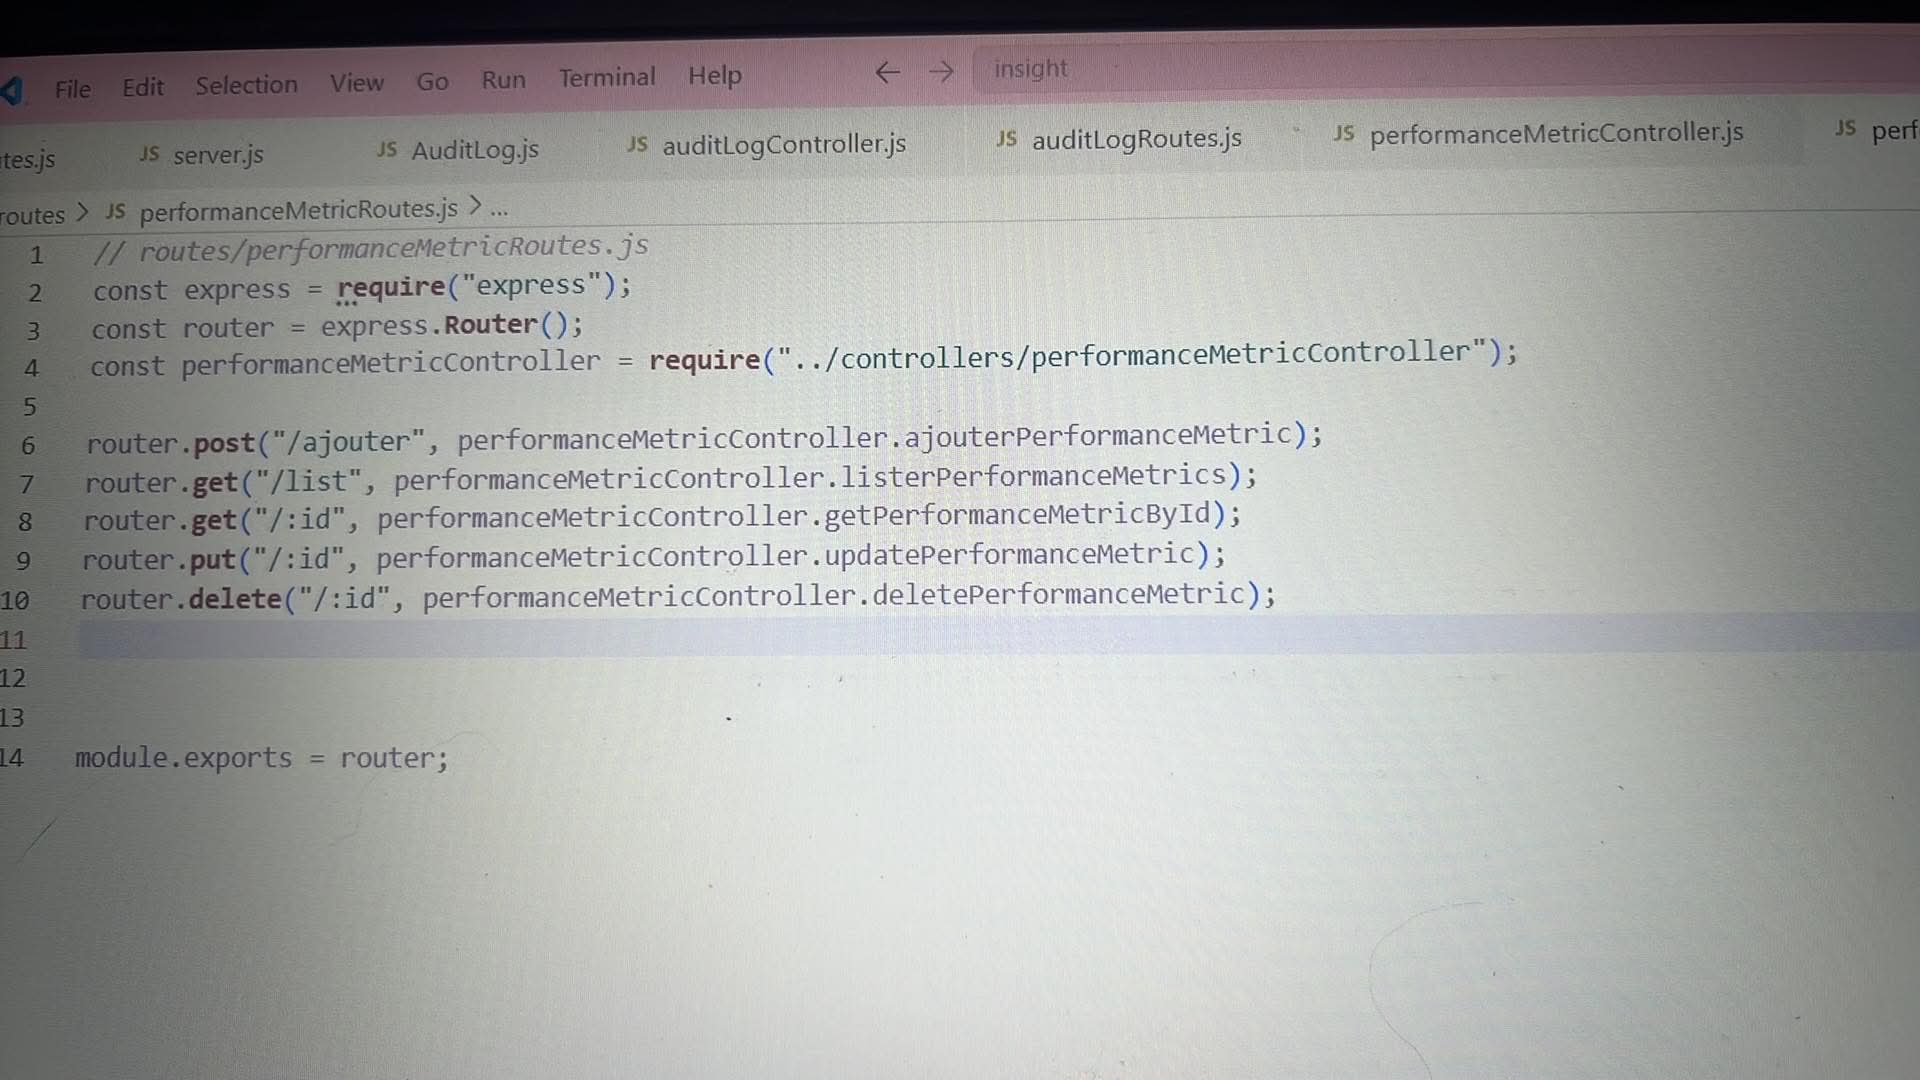 File Edit Selection View Go Run Terminal Help ← → insight
tes.js JS server.js JS AuditLog.js JS auditLogController.js JS auditLogRoutes.js JS performanceMetricController.js JS perf
routes > JS performanceMetricRoutes.js > ...
1 // routes/performanceMetricRoutes.js
2 const express = require("express");
3 const router = express.Router();
4 const performanceMetricController = require("../controllers/performanceMetricController");
5
6 router.post("/ajouter", performanceMetricController.ajouterPerformanceMetric);
7 router.get("/list", performanceMetricController.listerPerformanceMetrics);
8 router.get("/:id", performanceMetricController.getPerformanceMetricById);
9 router.put("/:id", performanceMetricController.updatePerformanceMetric);
10 router.delete("/:id", performanceMetricController.deletePerformanceMetric);
11
12
13
14 module.exports = router;